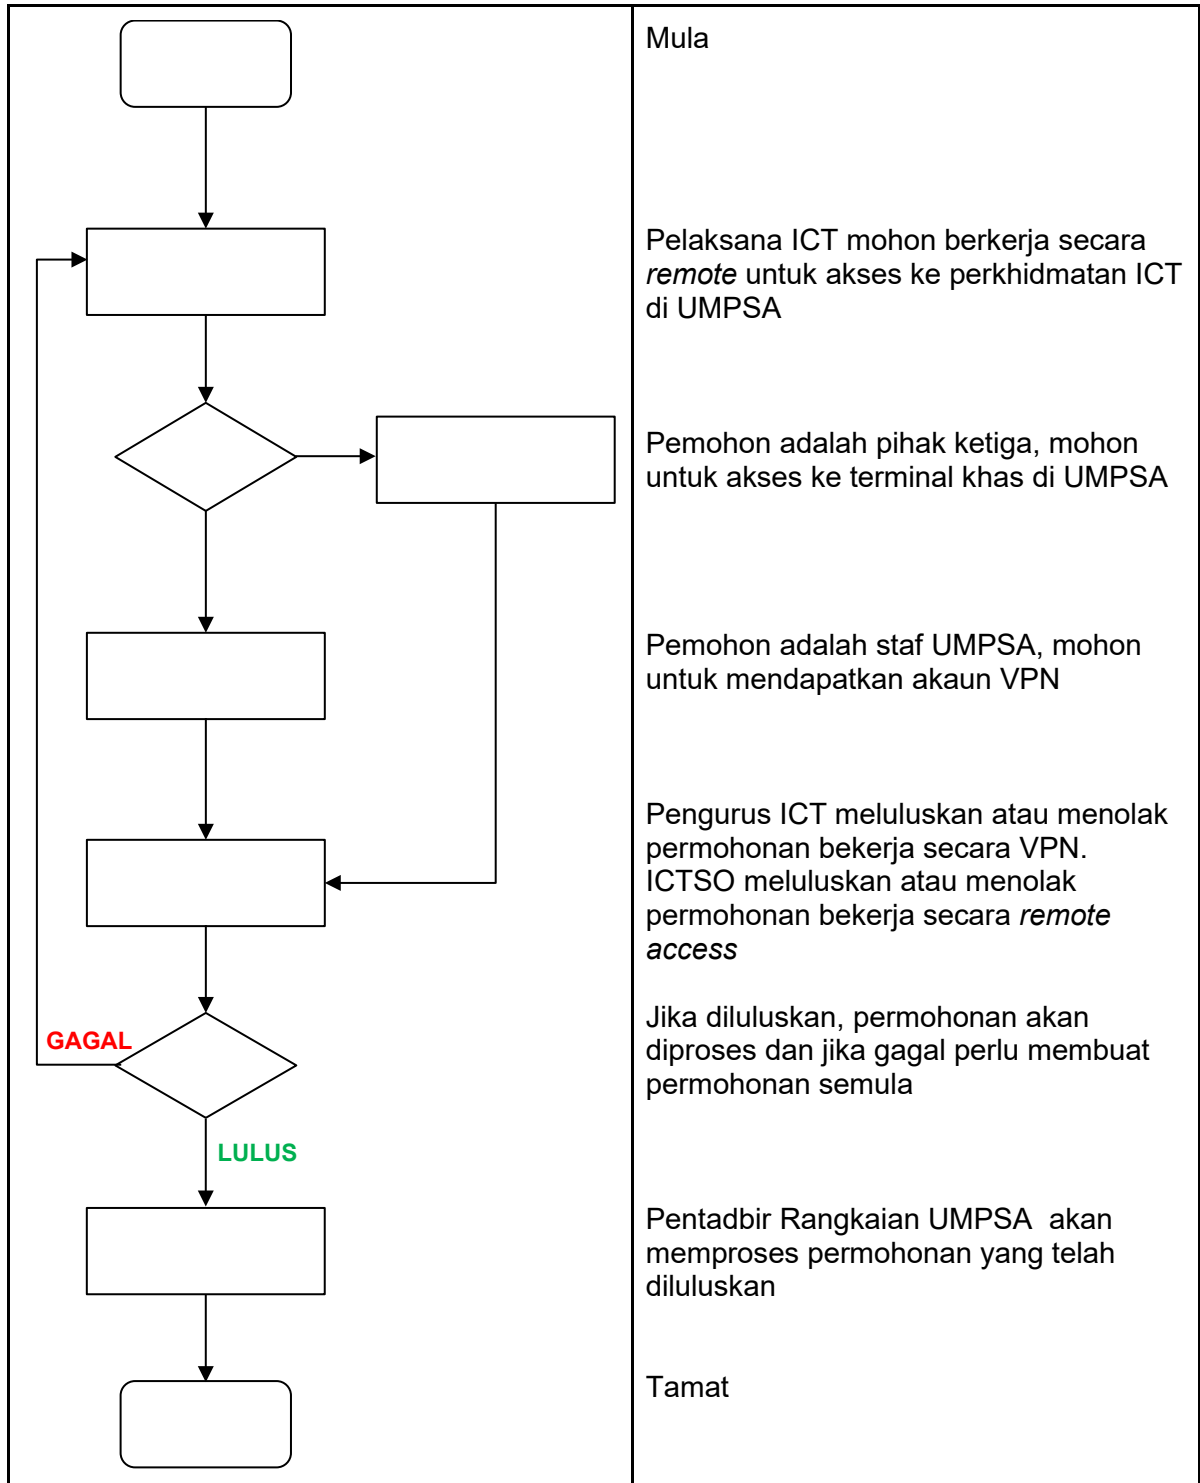 Mula
Pelaksana ICT mohon berkerja secara
remote untuk akses ke perkhidmatan ICT
di UMPSA
Pemohon adalah pihak ketiga, mohon
untuk akses ke terminal khas di UMPSA
Pemohon adalah staf UMPSA, mohon
untuk mendapatkan akaun VPN
Pengurus ICT meluluskan atau menolak
permohonan bekerja secara VPN.
ICTSO meluluskan atau menolak
permohonan bekerja secara remote
access
GAGAL
Jika diluluskan, permohonan akan
diproses dan jika gagal perlu membuat
permohonan semula
LULUS
Pentadbir Rangkaian UMPSA  akan
memproses permohonan yang telah
diluluskan
Tamat